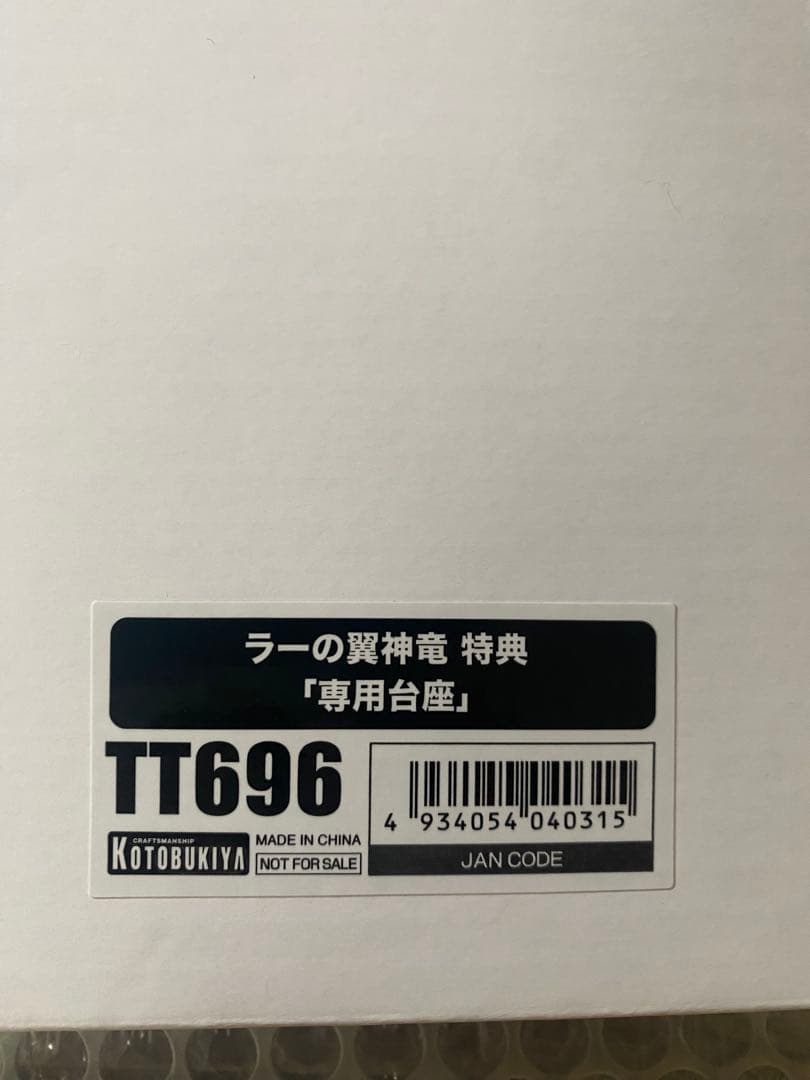 ラーの翼神竜 特典
「専用台座」
TT696
4 934054 040315
JAN CODE
CRAFTSMANSHIP
KOTOBUKIYA
MADE IN CHINA
NOT FOR SALE